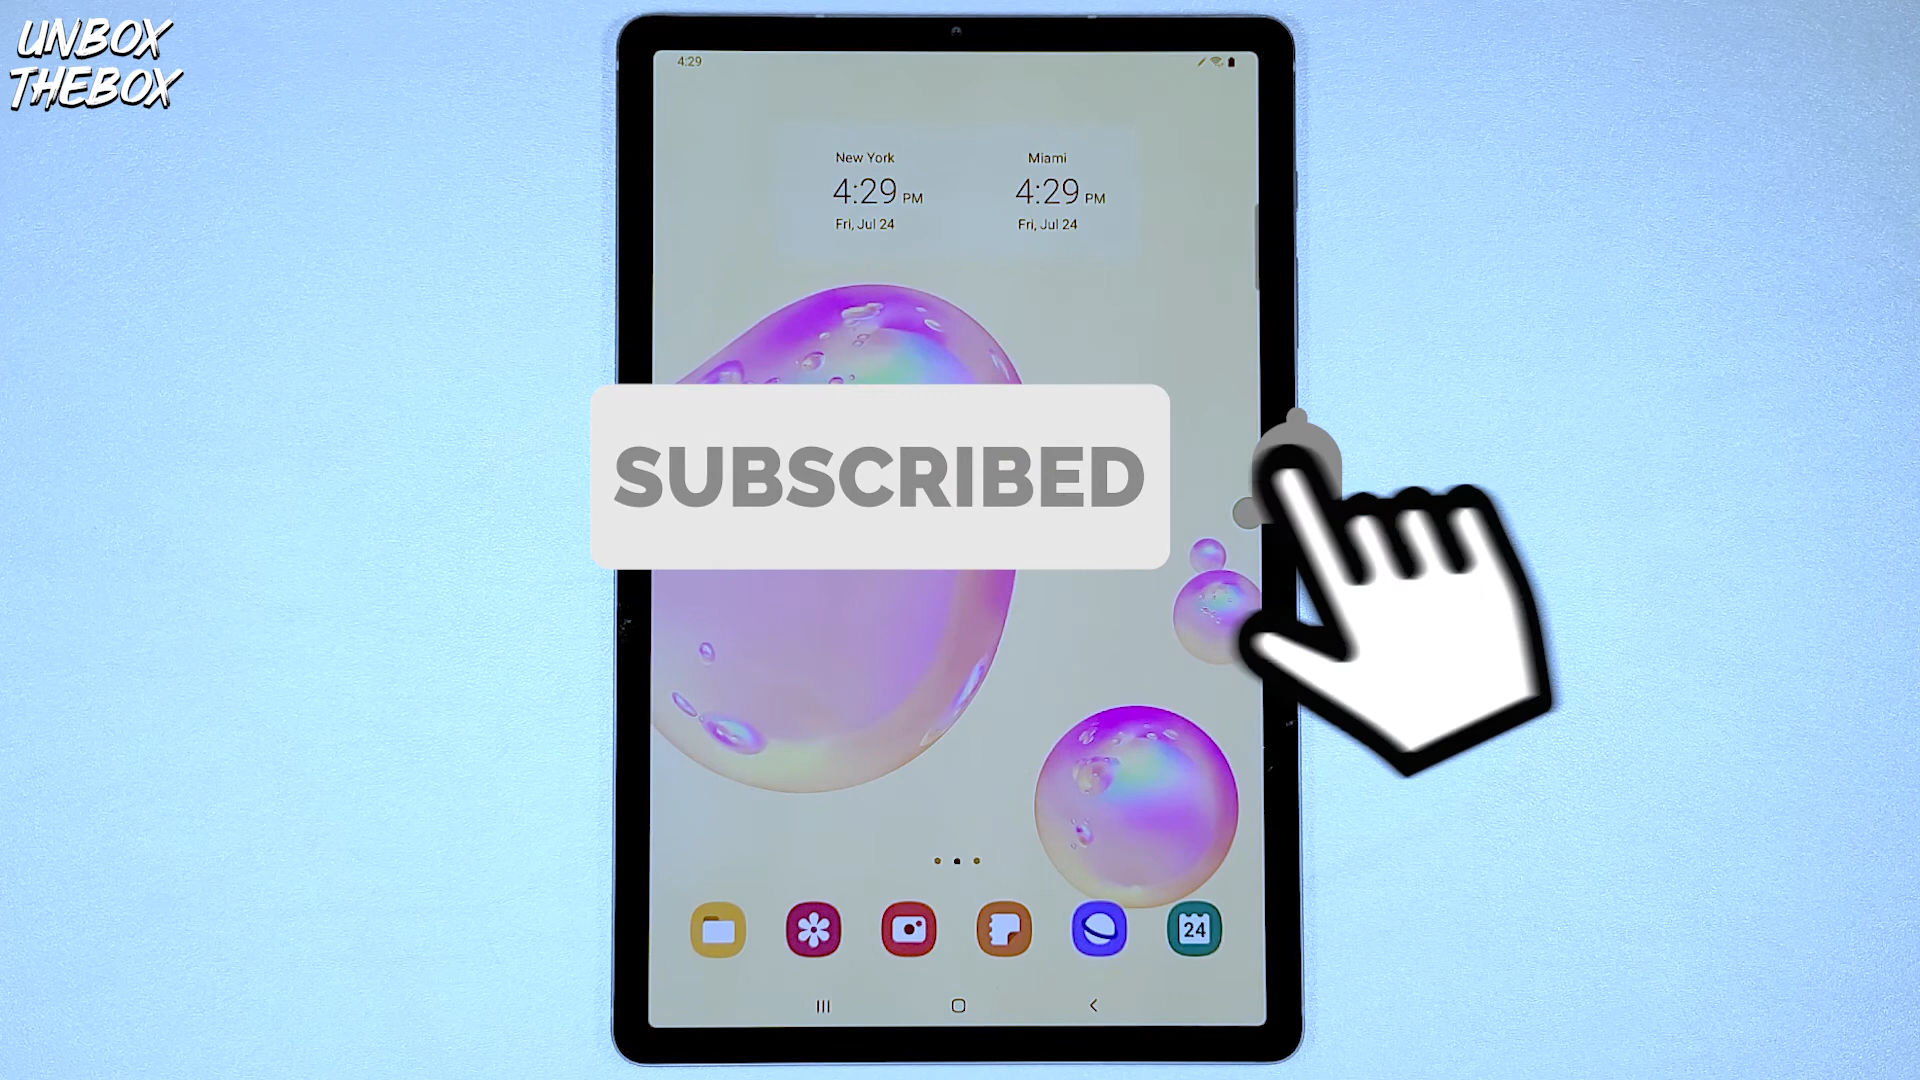 UNBOX
THEBOX
4:29
New York
4:29 PM
Fri, Jul 24
Miami
4:29 PM
Fri, Jul 24
SUBSCRIBED
24